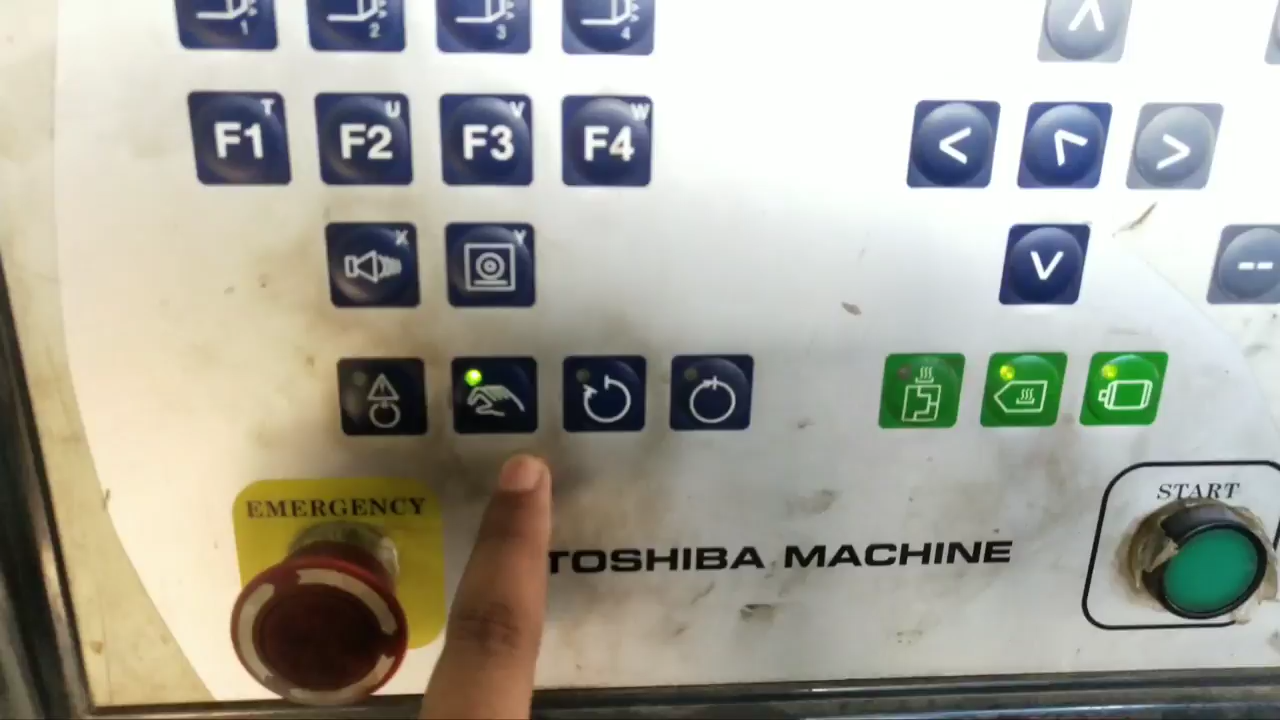 1 2 3 4
T U V W
F1 F2 F3 F4
X Y
EMERGENCY
START
TOSHIBA MACHINE